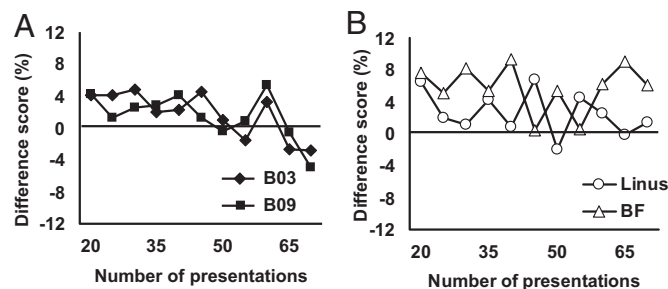 A
Difference score (%)
12
8
4
0
-4
-8
-12
B03
B09
20 35 50 65
Number of presentations
B
Difference score (%)
12
8
4
0
-4
-8
-12
Linus
BF
20 35 50 65
Number of presentations